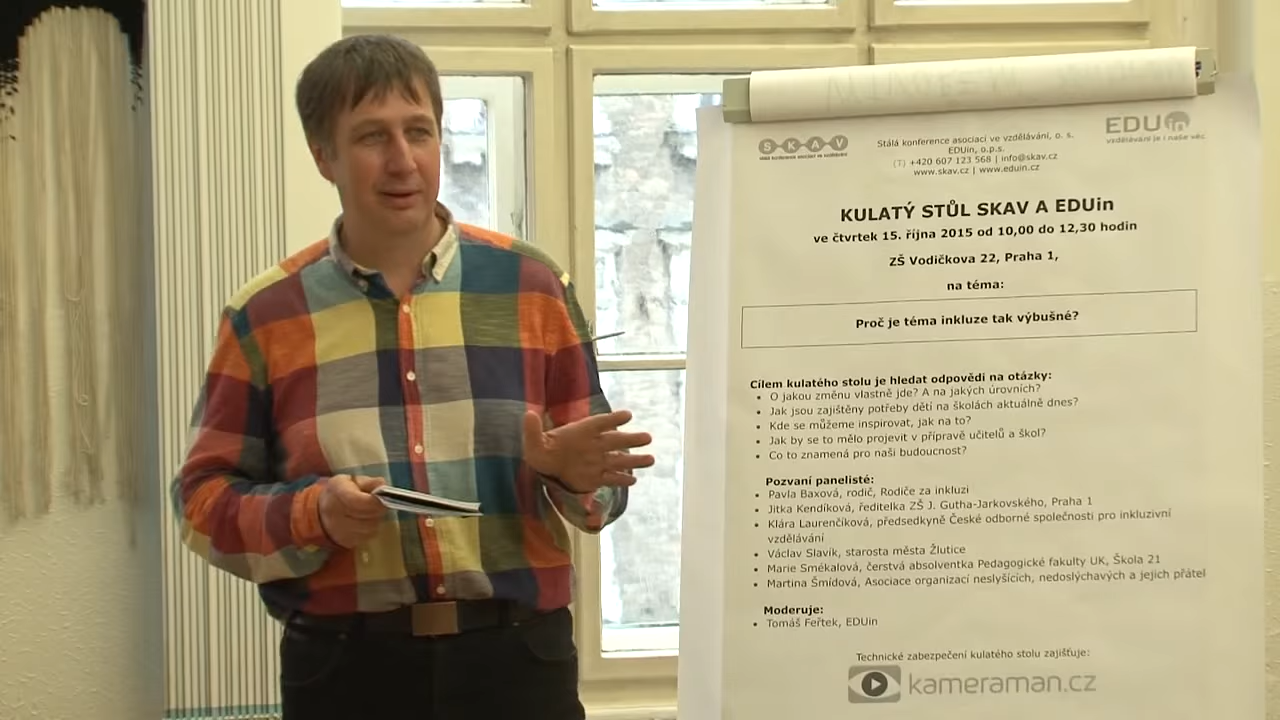 SKAV
Stálá konference asociací ve vzdělávání, o. s.
EDUin, o.p.s.
(T) +420 607 123 568 | info@skav.cz
www.skav.cz | www.eduin.cz
EDUin
vzdělávání je i naše věc
KULATÝ STŮL SKAV A EDUin
ve čtvrtek 15. října 2015 od 10,00 do 12,30 hodin
ZŠ Vodičkova 22, Praha 1,
na téma:
Proč je téma inkluze tak výbušné?
Cílem kulatého stolu je hledat odpovědi na otázky:
• O jakou změnu vlastně jde? A na jakých úrovních?
• Jak jsou zajištěny potřeby dětí na školách aktuálně dnes?
• Kde se můžeme inspirovat, jak na to?
• Jak by se to mělo projevit v přípravě učitelů a škol?
• Co to znamená pro naši budoucnost?
Pozvaní panelisté:
• Pavla Baxová, rodič, Rodiče za inkluzi
• Jitka Kendíková, ředitelka ZŠ J. Gutha-Jarkovského, Praha 1
• Klára Laurenčíková, předsedkyně České odborné společnosti pro inkluzivní
vzdělávání
• Václav Slavík, starosta města Žlutice
• Marie Smékalová, čerstvá absolventka Pedagogické fakulty UK, Škola 21
• Martina Šmídová, Asociace organizací neslyšících, nedoslýchavých a jejich přátel
Moderuje:
• Tomáš Feřtek, EDUin
Technické zabezpečení kulatého stolu zajišťuje:
kameraman.cz